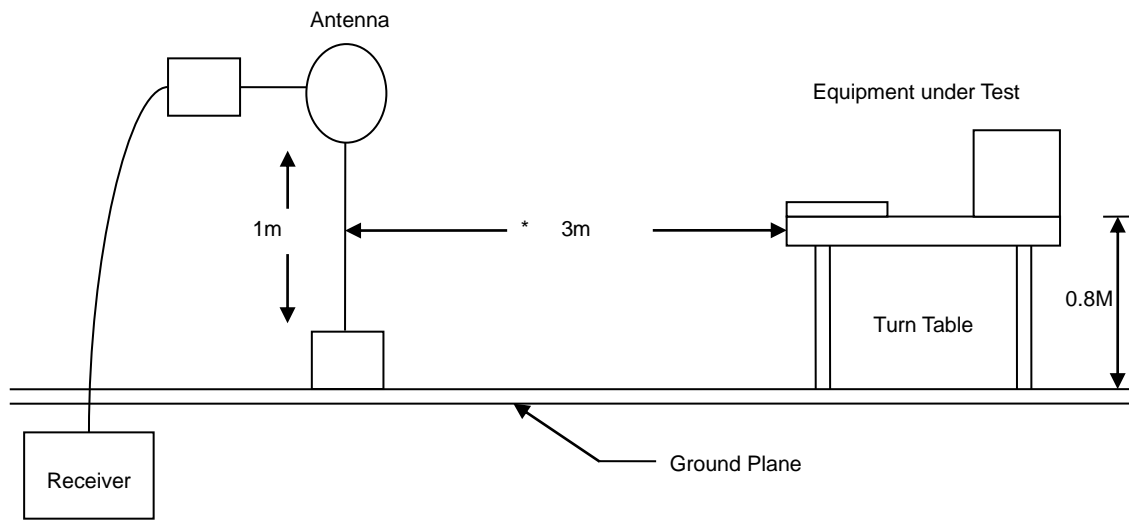 Antenna
Equipment under Test
1m
* 3m
0.8M
Turn Table
Ground Plane
Receiver